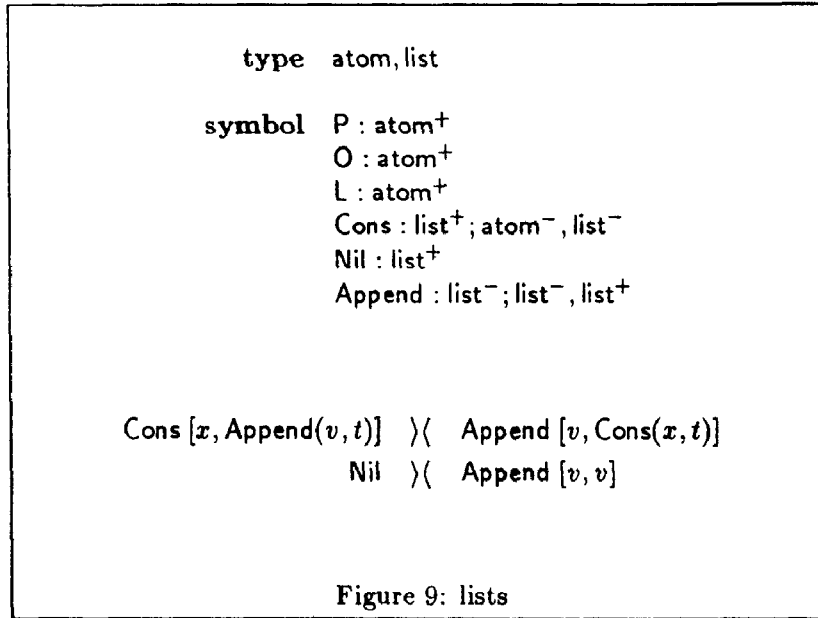 type atom, list
symbol P : atom⁺
O : atom⁺
L : atom⁺
Cons : list⁺; atom⁻, list⁻
Nil : list⁺
Append : list⁻; list⁻, list⁺
Cons [x, Append(v, t)] ⟩⟨ Append [v, Cons(x, t)]
Nil ⟩⟨ Append [v, v]
Figure 9: lists